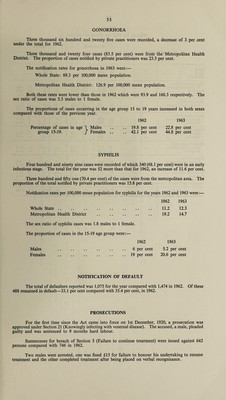 33
GONORRHOEA
Three thousand six hundred and twenty five cases were recorded, a decrease of 3 per cent
under the total for 1962.
Three thousand and twenty four cases (83.5 per cent) were from the Metropolitan Health
District. The proportion of cases notified by private practitioners was 23.3 per cent.
The notification rates for gonorrhoea in 1963 were—
Whole State: 89.3 per 100,000 mean population.
Metropolitan Health District: 126.9 per 100,000 mean population.
Both these rates were lower than those in 1962 which were 93.9 and 160.3 respectively. The
sex ratio of cases was 3.5 males to 1 female.
The proportions of cases occurring in the age group 15 to 19 years increased in both sexes
compared with those of the previous year.
1962 1963
Percentage of cases in age } Males .. .. 19.8 per cent 22.8 per cent
group 15-19. } Females .. .. 42.1 per cent 44.8 per cent
SYPHILIS
Four hundred and ninety nine cases were recorded of which 340 (68.1 per cent) were in an early
infectious stage. The total for the year was 52 more than that for 1962, an increase of 11.6 per cent.
Three hundred and fifty one (70.4 per cent) of the cases were from the metropolitan area. The
proportion of the total notified by private practitioners was 13.8 per cent.
Notification rates per 100,000 mean population for syphilis for the years 1962 and 1963 were:—
1962 1963
Whole State .. .. .. .. .. .. .. 11.2 12.3
Metropolitan Health District .. .. .. .. .. 19.2 14.7
The sex ratio of syphilis cases was 1.8 males to 1 female.
The proportion of cases in the 15-19 age group were:—
1962 1963
Males .. .. .. .. .. .. 6 per cent 5.2 per cent
Females .. .. .. .. .. .. 19 per cent 20.6 per cent
NOTIFICATION OF DEFAULT
The total of defaulters reported was 1,075 for the year compared with 1,474 in 1962. Of these
408 remained in default—33.1 per cent compared with 35.4 per cent, in 1962.
PROSECUTIONS
For the first time since the Act came into force on 1st December, 1920, a prosecution was
approved under Section 21 (Knowingly infecting with venereal disease). The accused, a male, pleaded
guilty and was sentenced to 9 months hard labour.
Summonses for breach of Section 5 (Failure to continue treatment) were issued against 662
persons compared with 746 in 1962.
Two males were arrested, one was fined £15 for failure to honour his undertaking to resume
treatment and the other completed treatment after being placed on verbal recognizance.